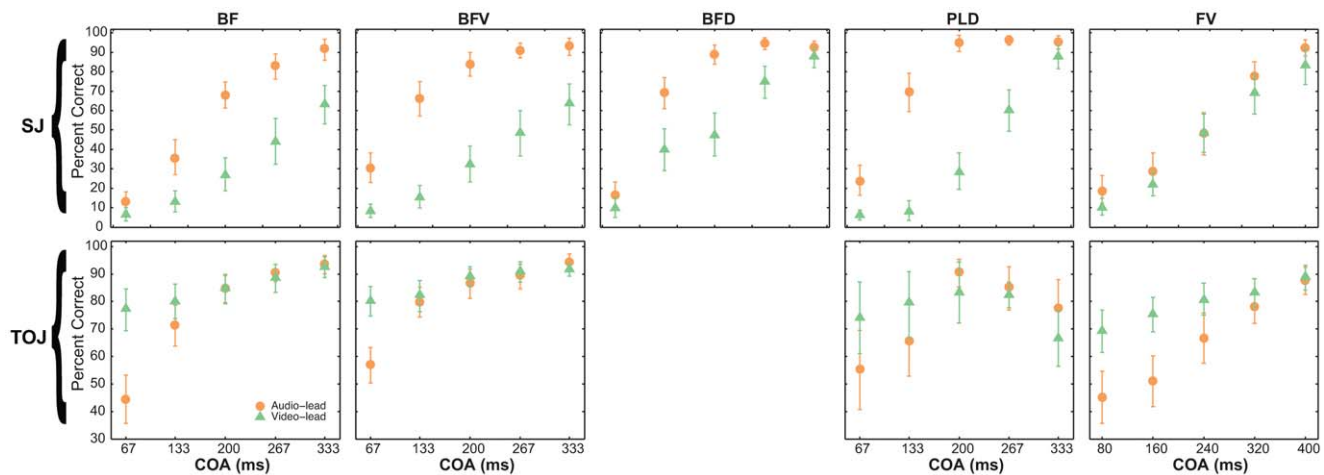 BF BFV BFD PLD FV
SJ
Percent Correct
100
90
80
70
60
50
40
30
20
10
0
TOJ
Percent Correct
100
90
80
70
60
50
40
30
Audio-lead
Video-lead
67 133 200 267 333 67 133 200 267 333 67 133 200 267 333 80 160 240 320 400
COA (ms) COA (ms) COA (ms) COA (ms)